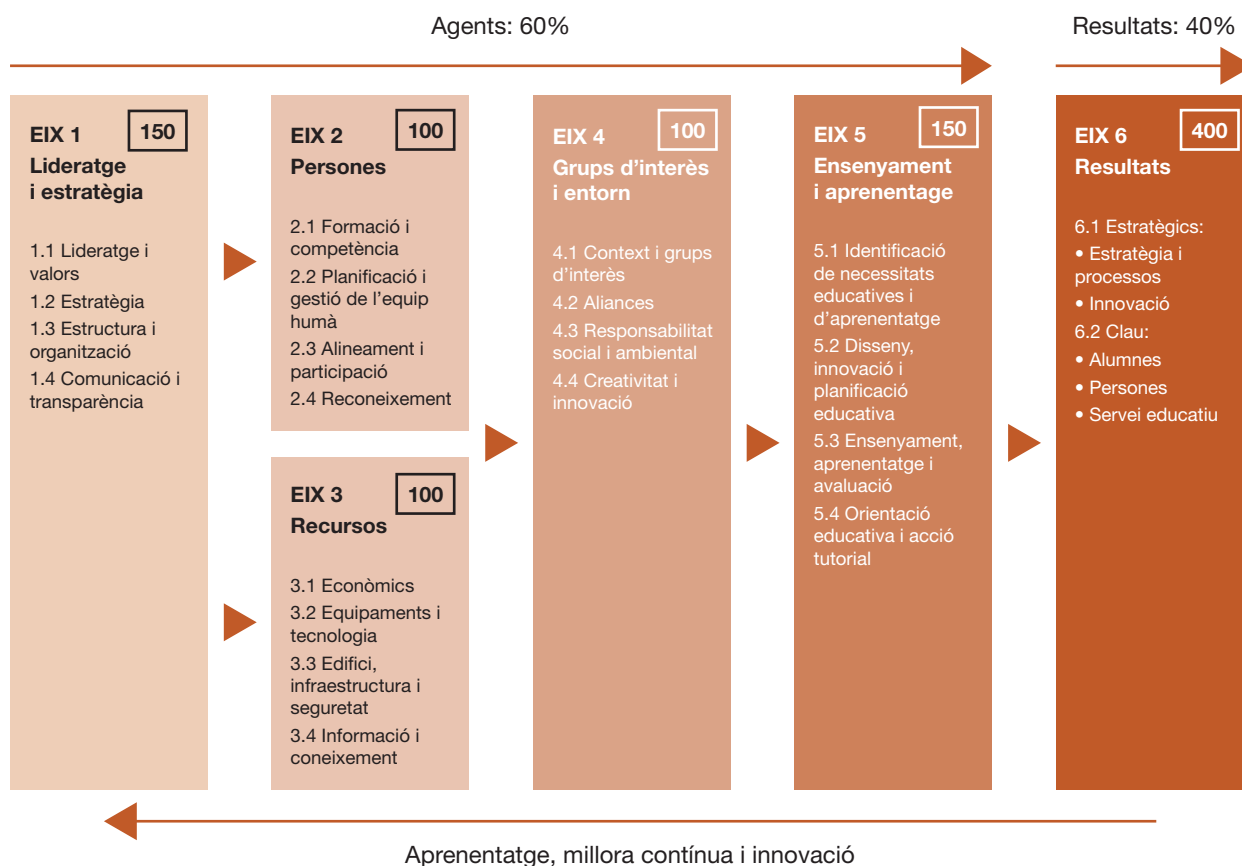 Agents: 60%
Resultats: 40%
EIX 1
150
Lideratge
i estratègia
1.1 Lideratge i
valors
1.2 Estratègia
1.3 Estructura i
organització
1.4 Comunicació i
transparència
EIX 2
100
Persones
2.1 Formació i
competència
2.2 Planificació i
gestió de l’equip
humà
2.3 Alineament i
participació
2.4 Reconeixement
EIX 3
100
Recursos
3.1 Econòmics
3.2 Equipaments i
tecnologia
3.3 Edifici,
infraestructura i
seguretat
3.4 Informació i
coneixement
EIX 4
100
Grups d’interès
i entorn
4.1 Context i grups
d’interès
4.2 Aliances
4.3 Responsabilitat
social i ambiental
4.4 Creativitat i
innovació
EIX 5
150
Ensenyament
i aprenentage
5.1 Identificació
de necessitats
educatives i
d’aprenentatge
5.2 Disseny,
innovació i
planificació
educativa
5.3 Ensenyament,
aprenentatge i
avaluació
5.4 Orientació
educativa i acció
tutorial
EIX 6
400
Resultats
6.1 Estratègics:
• Estratègia i
processos
• Innovació
6.2 Clau:
• Alumnes
• Persones
• Servei educatiu
Aprenentatge, millora contínua i innovació